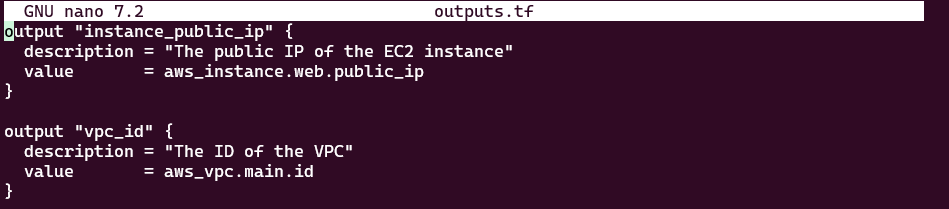 GNU nano 7.2 outputs.tf
output "instance_public_ip" {
  description = "The public IP of the EC2 instance"
  value       = aws_instance.web.public_ip
}

output "vpc_id" {
  description = "The ID of the VPC"
  value       = aws_vpc.main.id
}